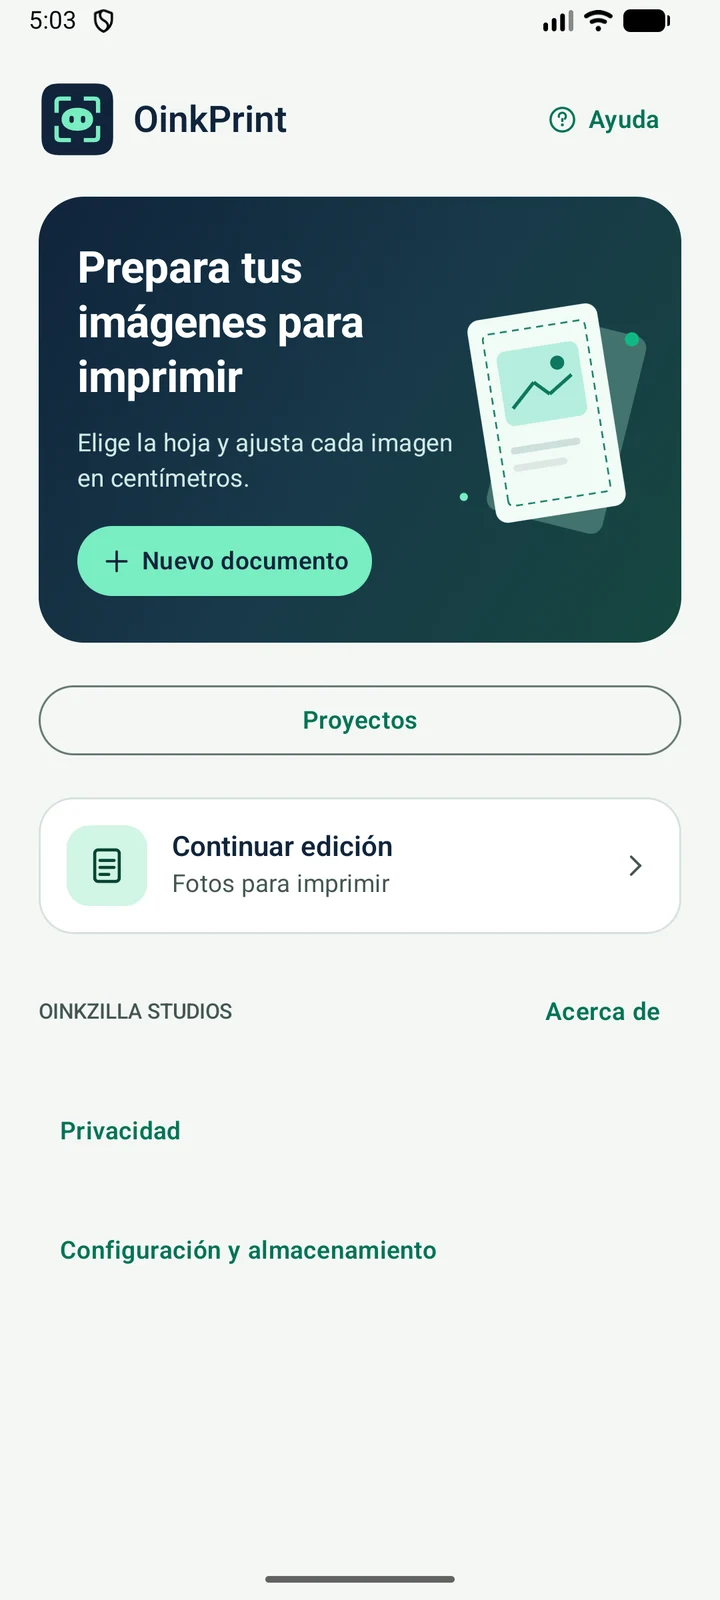 5:03
OinkPrint
Ayuda
Prepara tus
imágenes para
imprimir
Elige la hoja y ajusta cada imagen
en centímetros.
Nuevo documento
Proyectos
Continuar edición
Fotos para imprimir
OINKZILLA STUDIOS
Acerca de
Privacidad
Configuración y almacenamiento